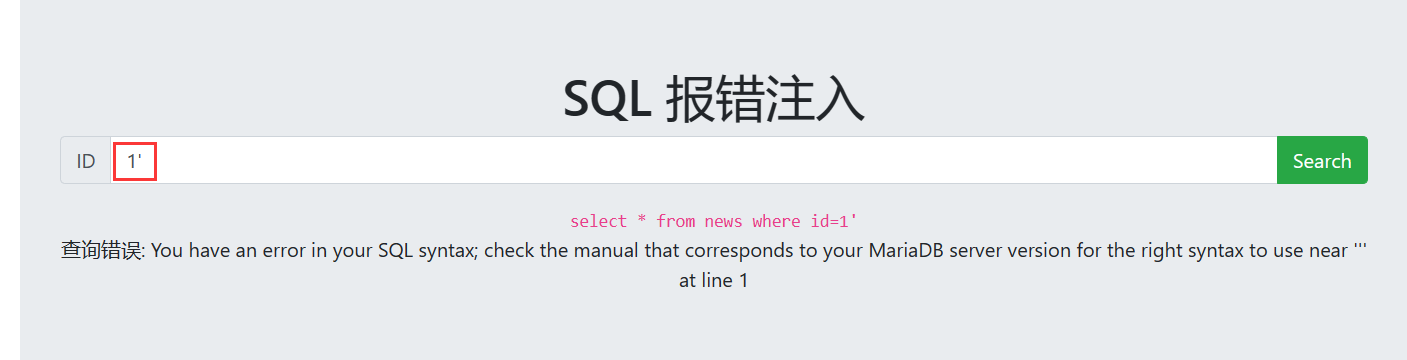 SQL 报错注入
ID 1' Search
select * from news where id=1'
查询错误: You have an error in your SQL syntax; check the manual that corresponds to your MariaDB server version for the right syntax to use near '''
at line 1